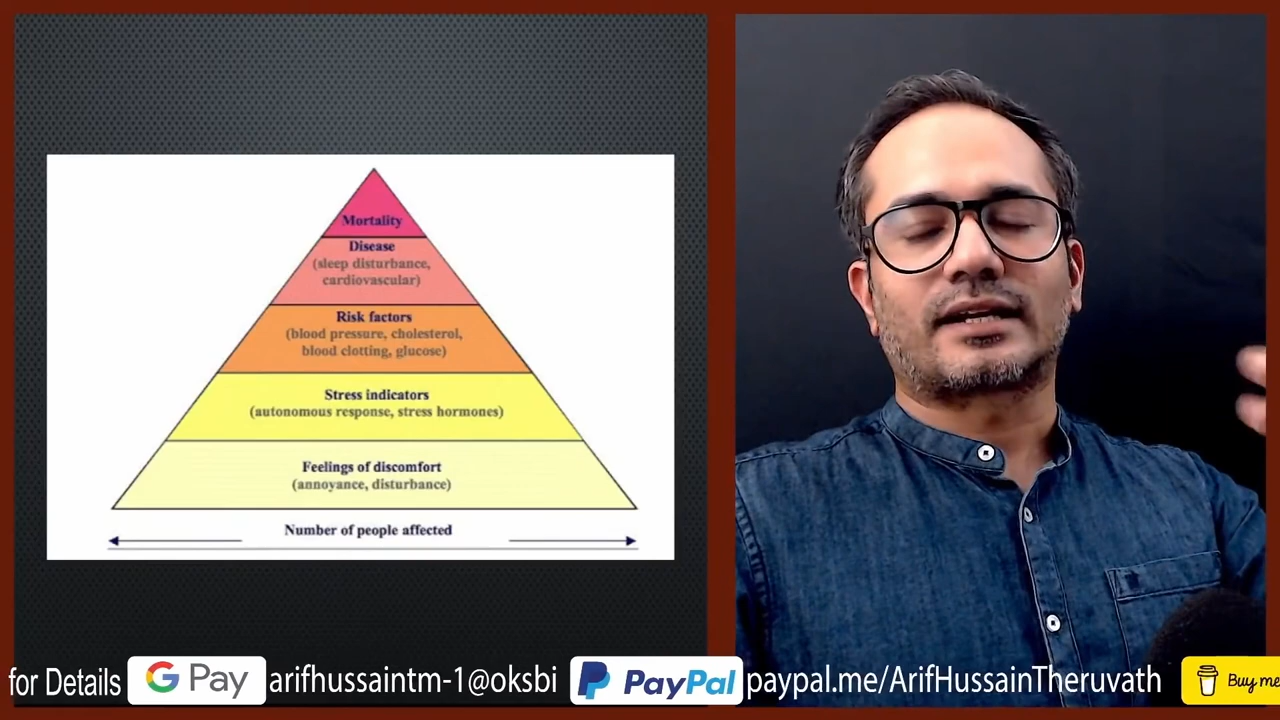 Mortality
Disease
(sleep disturbance,
cardiovascular)
Risk factors
(blood pressure, cholesterol,
blood clotting, glucose)
Stress indicators
(autonomous response, stress hormones)
Feelings of discomfort
(annoyance, disturbance)
Number of people affected
for Details G Pay arifhussaintm-1@oksbi PayPal paypal.me/ArifHussainTheruvath Buy me